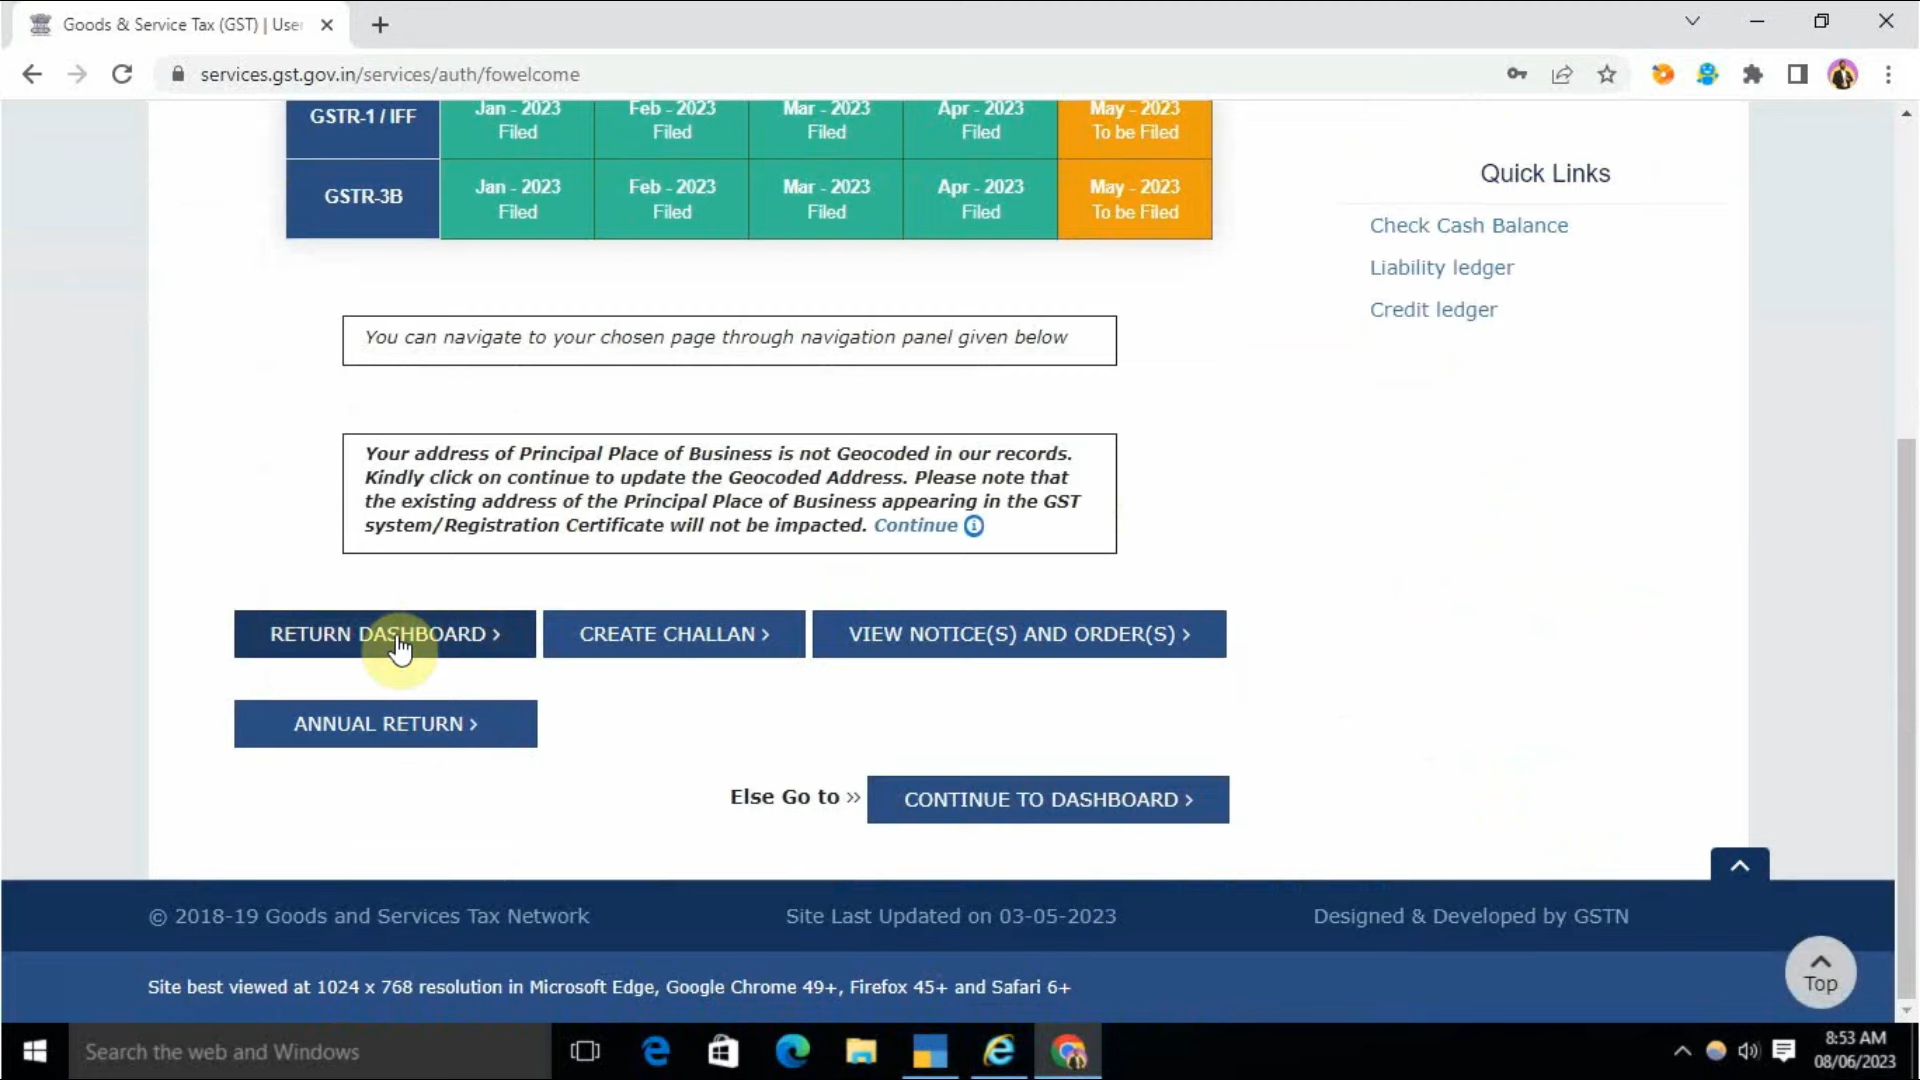 Goods & Service Tax (GST) | User
services.gst.gov.in/services/auth/fowelcome
GSTR-1 / IFF
Jan - 2023
Filed
Feb - 2023
Filed
Mar - 2023
Filed
Apr - 2023
Filed
May - 2023
To be Filed
GSTR-3B
Jan - 2023
Filed
Feb - 2023
Filed
Mar - 2023
Filed
Apr - 2023
Filed
May - 2023
To be Filed
Quick Links
Check Cash Balance
Liability ledger
Credit ledger
You can navigate to your chosen page through navigation panel given below
Your address of Principal Place of Business is not Geocoded in our records.
Kindly click on continue to update the Geocoded Address. Please note that
the existing address of the Principal Place of Business appearing in the GST
system/Registration Certificate will not be impacted. Continue
RETURN DASHBOARD >
CREATE CHALLAN >
VIEW NOTICE(S) AND ORDER(S) >
ANNUAL RETURN >
Else Go to »
CONTINUE TO DASHBOARD >
© 2018-19 Goods and Services Tax Network
Site Last Updated on 03-05-2023
Designed & Developed by GSTN
Site best viewed at 1024 x 768 resolution in Microsoft Edge, Google Chrome 49+, Firefox 45+ and Safari 6+
Top
Search the web and Windows
8:53 AM
08/06/2023